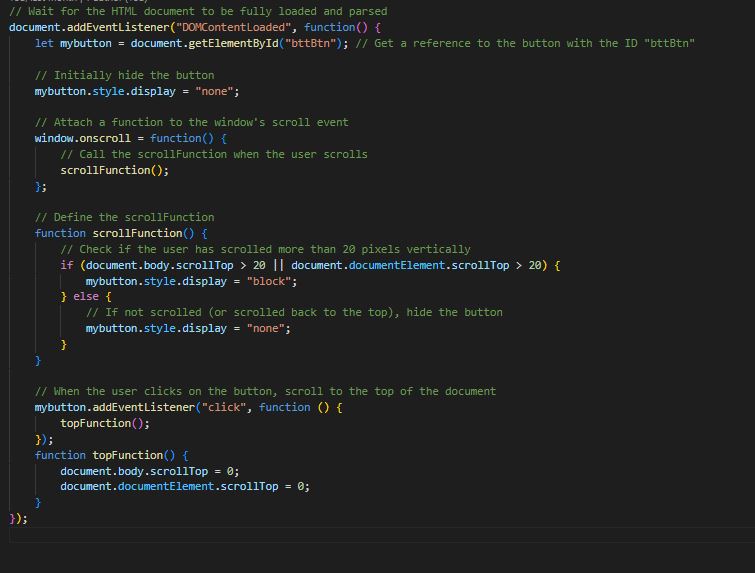 // Wait for the HTML document to be fully loaded and parsed
document.addEventListener("DOMContentLoaded", function() {
    let mybutton = document.getElementById("bttBtn"); // Get a reference to the button with the ID "bttBtn"

    // Initially hide the button
    mybutton.style.display = "none";

    // Attach a function to the window's scroll event
    window.onscroll = function() {
        // Call the scrollFunction when the user scrolls
        scrollFunction();
    };

    // Define the scrollFunction
    function scrollFunction() {
        // Check if the user has scrolled more than 20 pixels vertically
        if (document.body.scrollTop > 20 || document.documentElement.scrollTop > 20) {
            mybutton.style.display = "block";
        } else {
            // If not scrolled (or scrolled back to the top), hide the button
            mybutton.style.display = "none";
        }
    }

    // When the user clicks on the button, scroll to the top of the document
    mybutton.addEventListener("click", function () {
        topFunction();
    });
    function topFunction() {
        document.body.scrollTop = 0;
        document.documentElement.scrollTop = 0;
    }
});